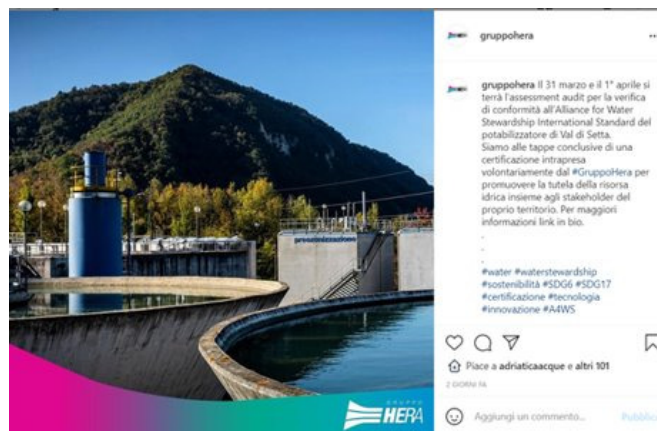 gruppohera
gruppohera Il 31 marzo e il 1° aprile si
terrà l'assessment audit per la verifica
di conformità all'Alliance for Water
Stewardship International Standard del
potabilizzatore di Val di Setta.
Siamo alle tappe conclusive di una
certificazione intrapresa
volontariamente dal #GruppoHera per
promuovere la tutela della risorsa
idrica insieme agli stakeholder del
proprio territorio. Per maggiori
informazioni link in bio.
.
.
.
#water #waterstewardship
#sostenibilità #SDG6 #SDG17
#certificazione #tecnologia
#innovazione #A4WS
Piace a adriaticaacque e altri 101
2 GIORNI FA
Aggiungi un commento...
Pubblica
preozonizzazione
GRUPPO
HERA